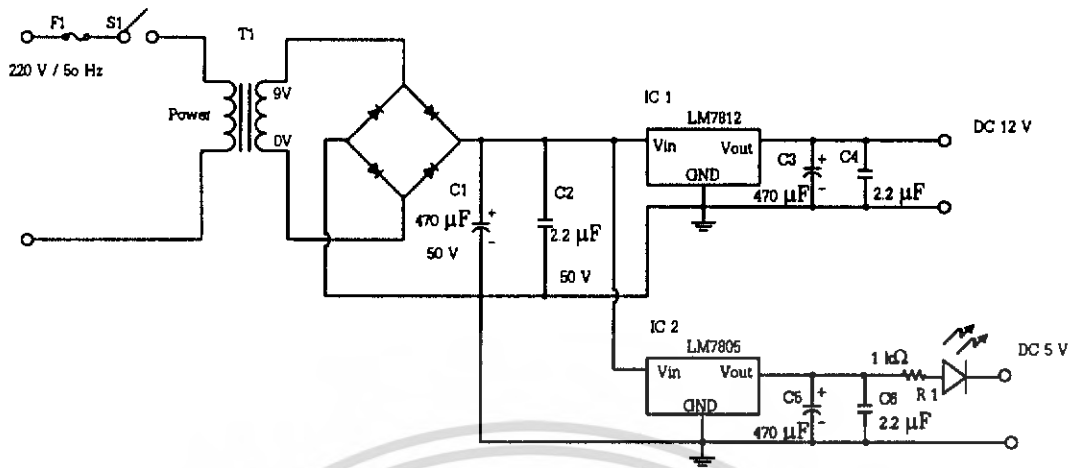 F1
S1
T1
220 V / 50 Hz
Power
9V
0V
IC 1
LM7812
Vin
Vout
GND
DC 12 V
C1
470 μF
50 V
C2
2.2 μF
50 V
C3
470 μF
C4
2.2 μF
IC 2
LM7805
Vin
Vout
GND
1 kΩ
R 1
DC 5 V
C5
470 μF
C6
2.2 μF